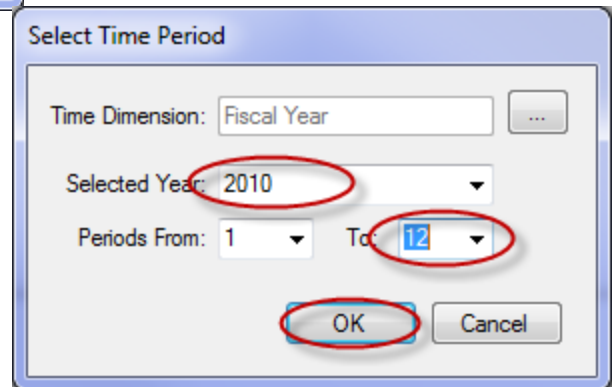 Select Time Period
Time Dimension: Fiscal Year ...
Selected Year: 2010
Periods From: 1 To: 12
OK Cancel